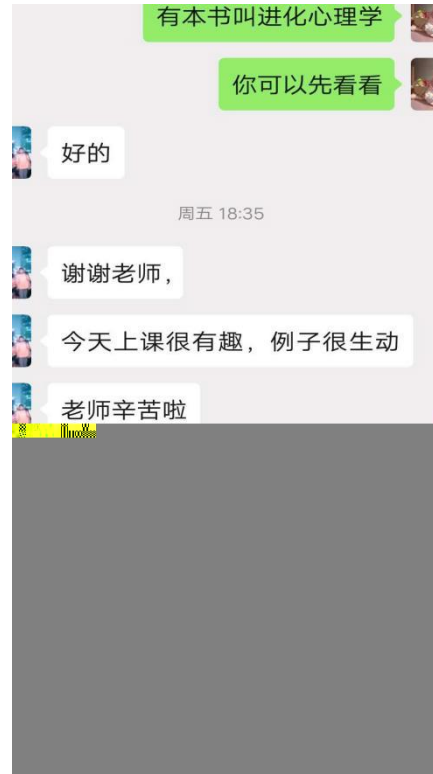 有本书叫进化心理学
你可以先看看
好的
周五 18:35
谢谢老师，
今天上课很有趣，例子很生动
老师辛苦啦